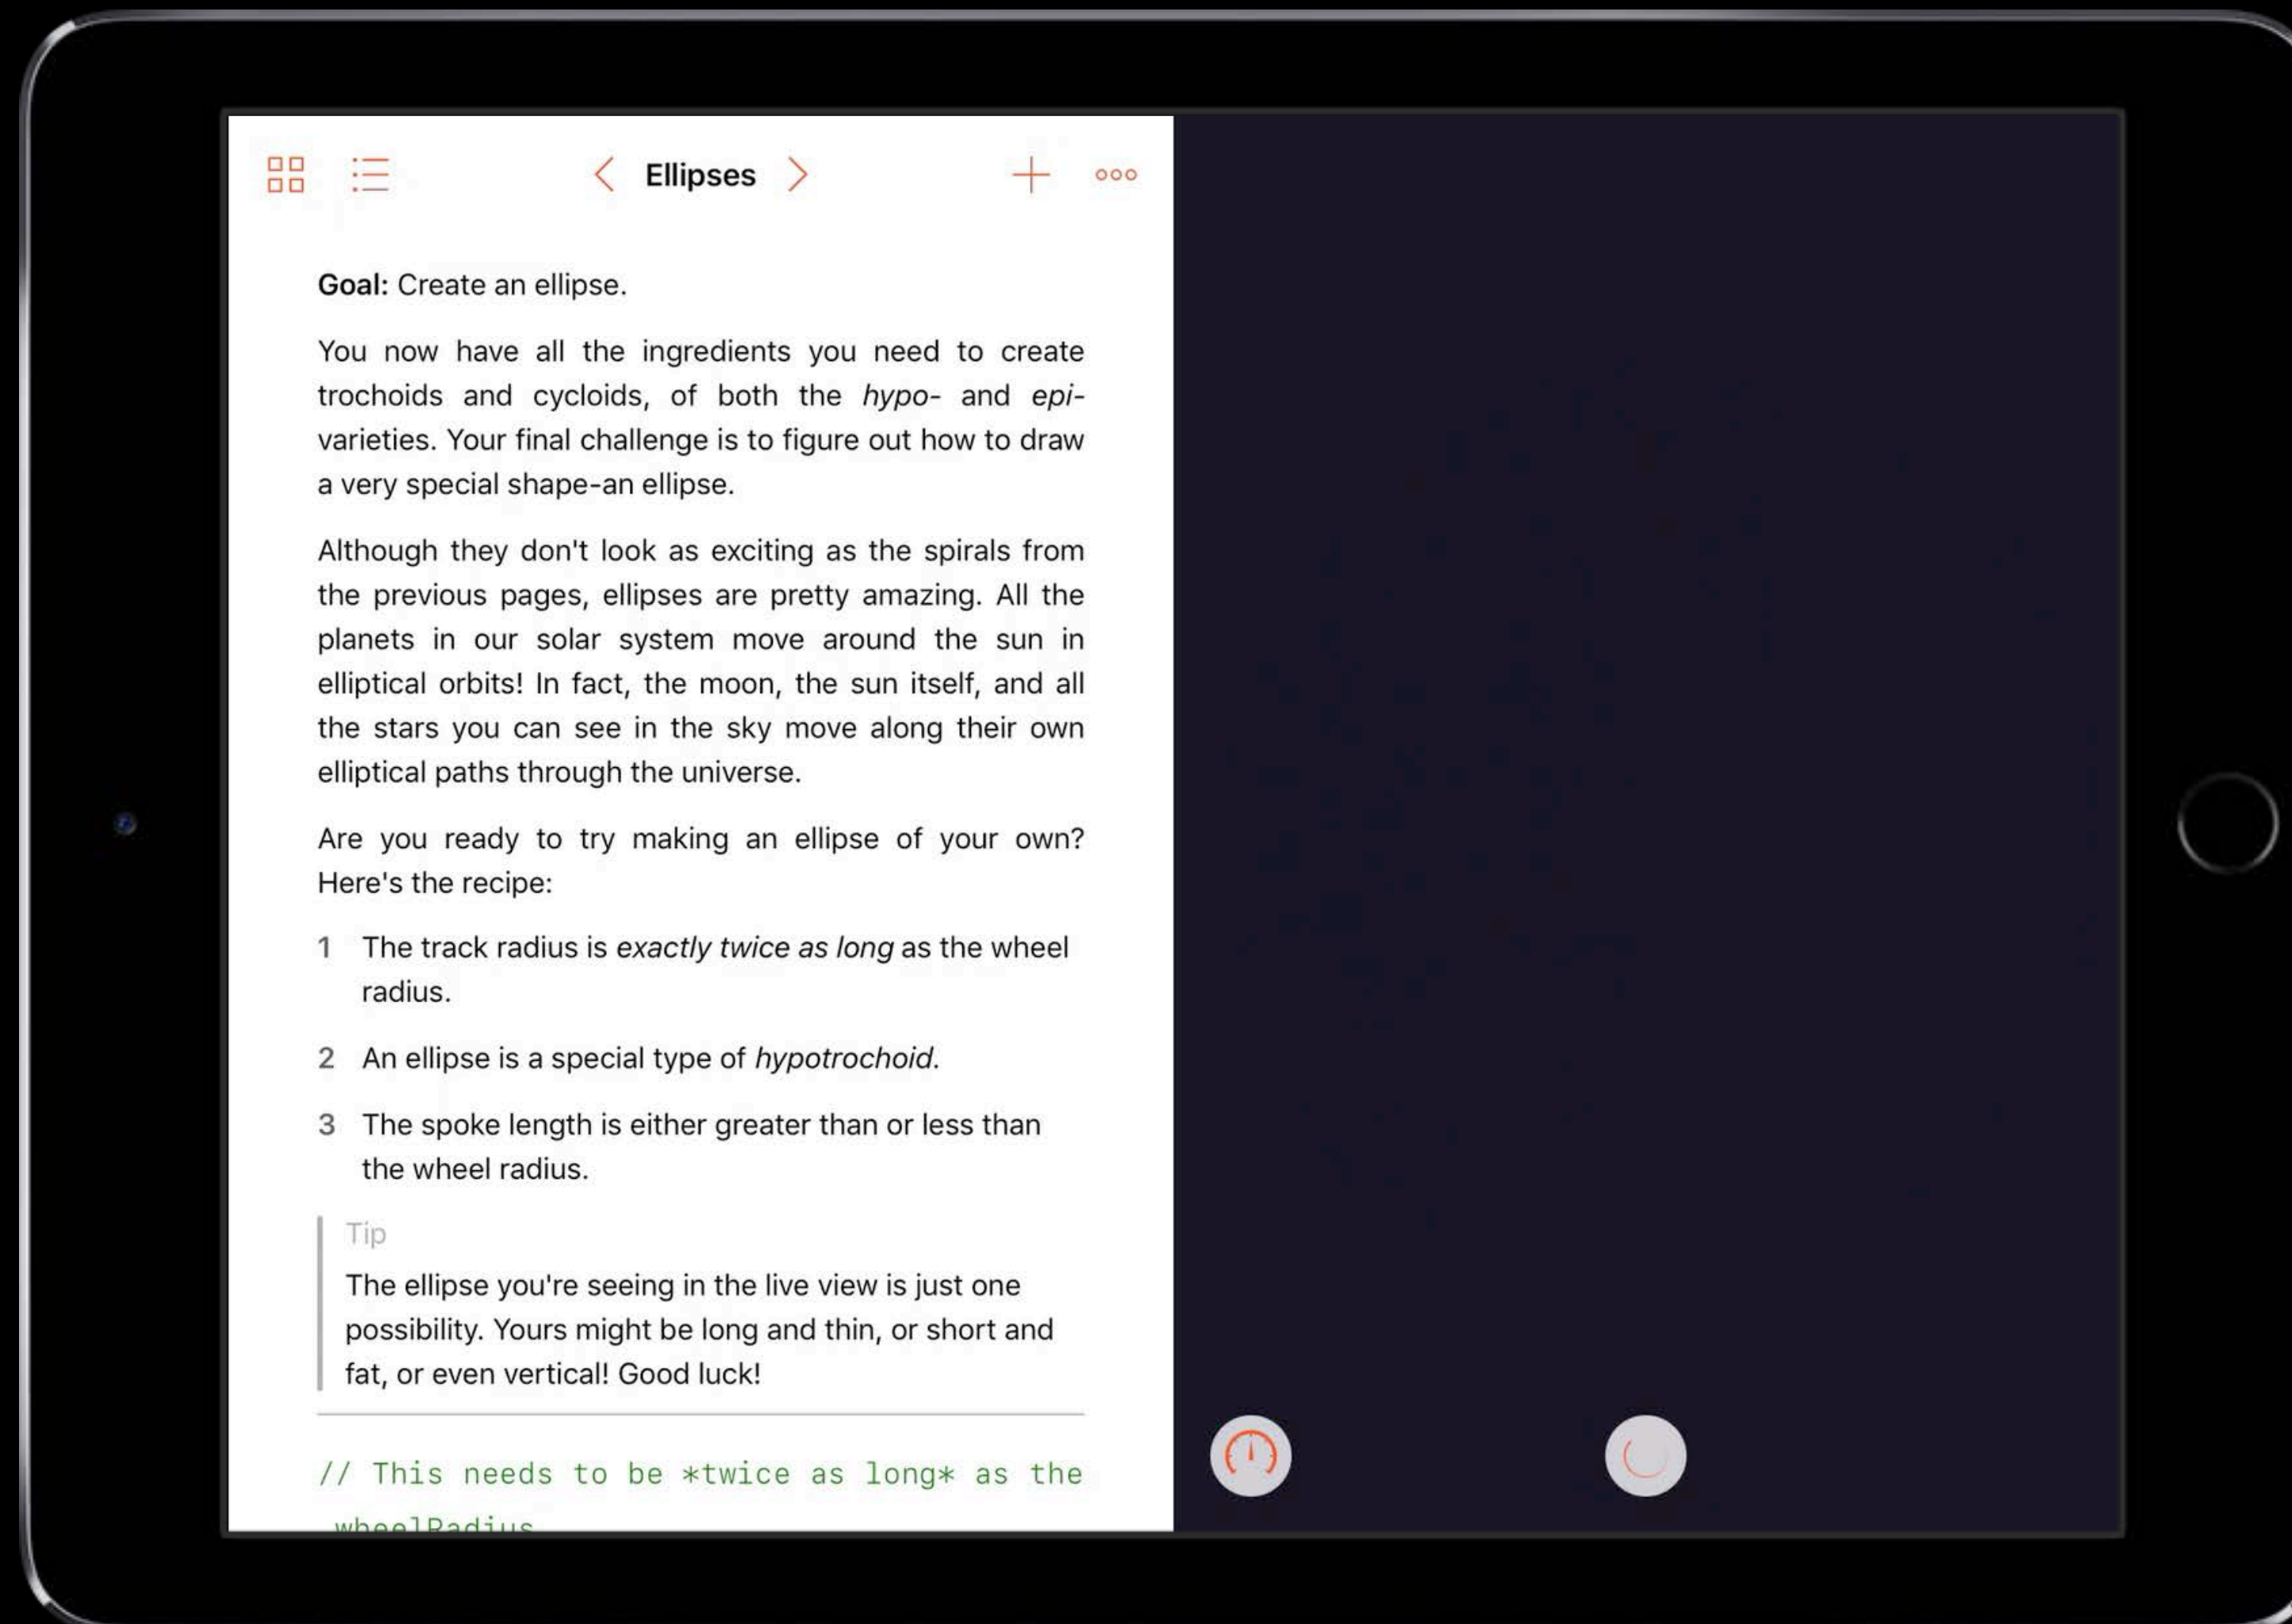 Ellipses
Goal: Create an ellipse.
You now have all the ingredients you need to create
trochoids and cycloids, of both the hypo- and epi-
varieties. Your final challenge is to figure out how to draw
a very special shape-an ellipse.
Although they don't look as exciting as the spirals from
the previous pages, ellipses are pretty amazing. All the
planets in our solar system move around the sun in
elliptical orbits! In fact, the moon, the sun itself, and all
the stars you can see in the sky move along their own
elliptical paths through the universe.
Are you ready to try making an ellipse of your own?
Here's the recipe:
1 The track radius is exactly twice as long as the wheel
radius.
2 An ellipse is a special type of hypotrochoid.
3 The spoke length is either greater than or less than
the wheel radius.
Tip
The ellipse you're seeing in the live view is just one
possibility. Yours might be long and thin, or short and
fat, or even vertical! Good luck!
// This needs to be *twice as long* as the
wheelRadius